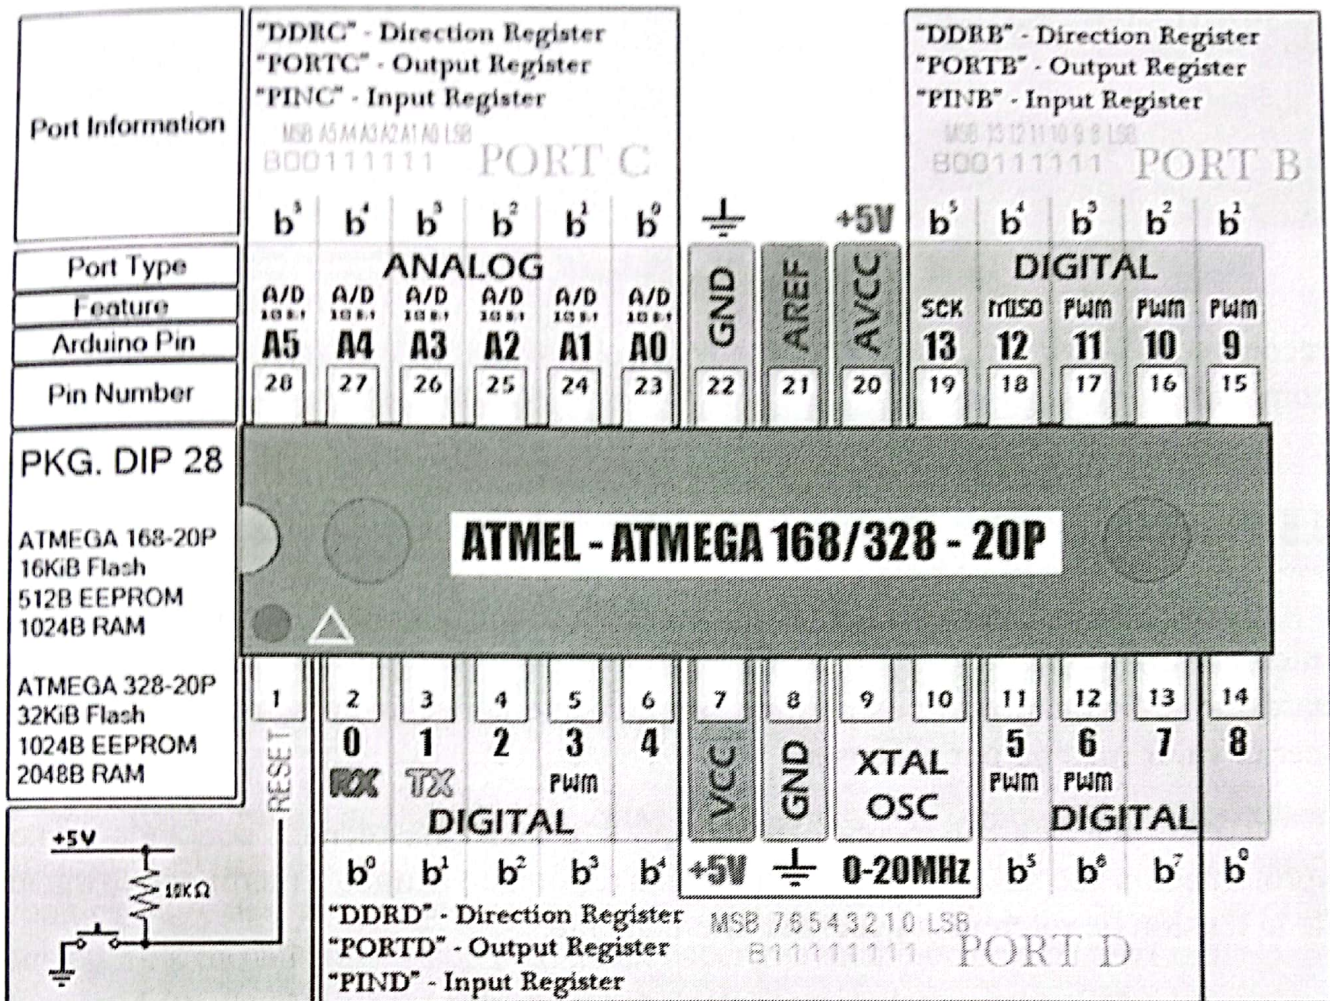 "DDRC" - Direction Register
"PORTC" - Output Register
"PINC" - Input Register
MSB A5 A4 A3 A2 A1 A0 LSB
B00111111 PORT C
"DDRB" - Direction Register
"PORTB" - Output Register
"PINB" - Input Register
MSB 13 12 11 10 9 8 LSB
B00111111 PORT B
Port Information
b⁵ b⁴ b³ b² b¹ b⁰ +5V b⁵ b⁴ b³ b² b¹
Port Type ANALOG GND AREF AVCC DIGITAL
Feature A/D A/D A/D A/D A/D A/D SCK MISO PWM PWM PWM
Arduino Pin A5 A4 A3 A2 A1 A0 13 12 11 10 9
Pin Number 28 27 26 25 24 23 22 21 20 19 18 17 16 15
PKG. DIP 28
ATMEGA 168-20P
16KiB Flash
512B EEPROM
1024B RAM
ATMEGA 328-20P
32KiB Flash
1024B EEPROM
2048B RAM
ATMEL - ATMEGA 168/328 - 20P
1 2 3 4 5 6 7 8 9 10 11 12 13 14
RESET 0 1 2 3 4 VCC GND XTAL 5 6 7 8
RX TX PWM OSC PWM PWM
DIGITAL DIGITAL
b⁰ b¹ b² b³ b⁴ +5V 0-20MHz b⁵ b⁶ b⁷ b⁰
+5V
10KΩ
"DDRD" - Direction Register
"PORTD" - Output Register
"PIND" - Input Register
MSB 7 6 5 4 3 2 1 0 LSB
B11111111 PORT D